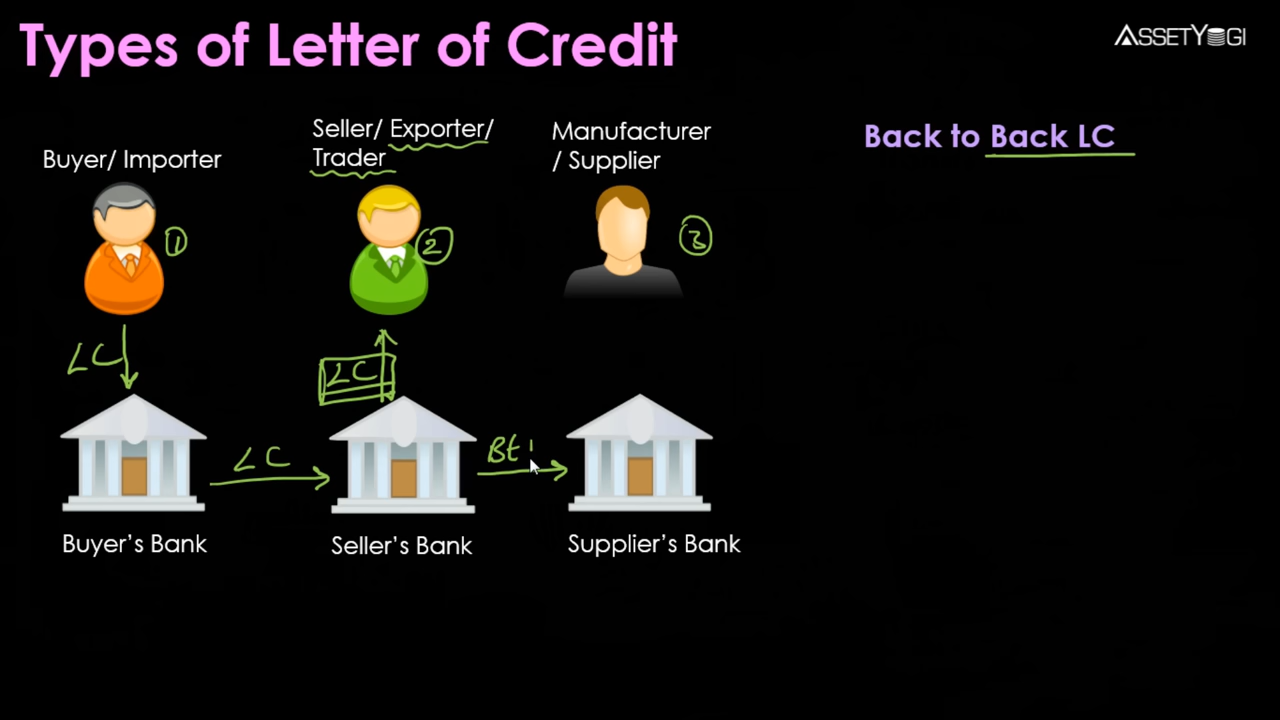 Types of Letter of Credit
ASSETYOGI
Buyer/ Importer
Seller/ Exporter/
Trader
Manufacturer
/ Supplier
Back to Back LC
1
2
3
LC
LC
LC
Bt
Buyer's Bank
Seller's Bank
Supplier's Bank